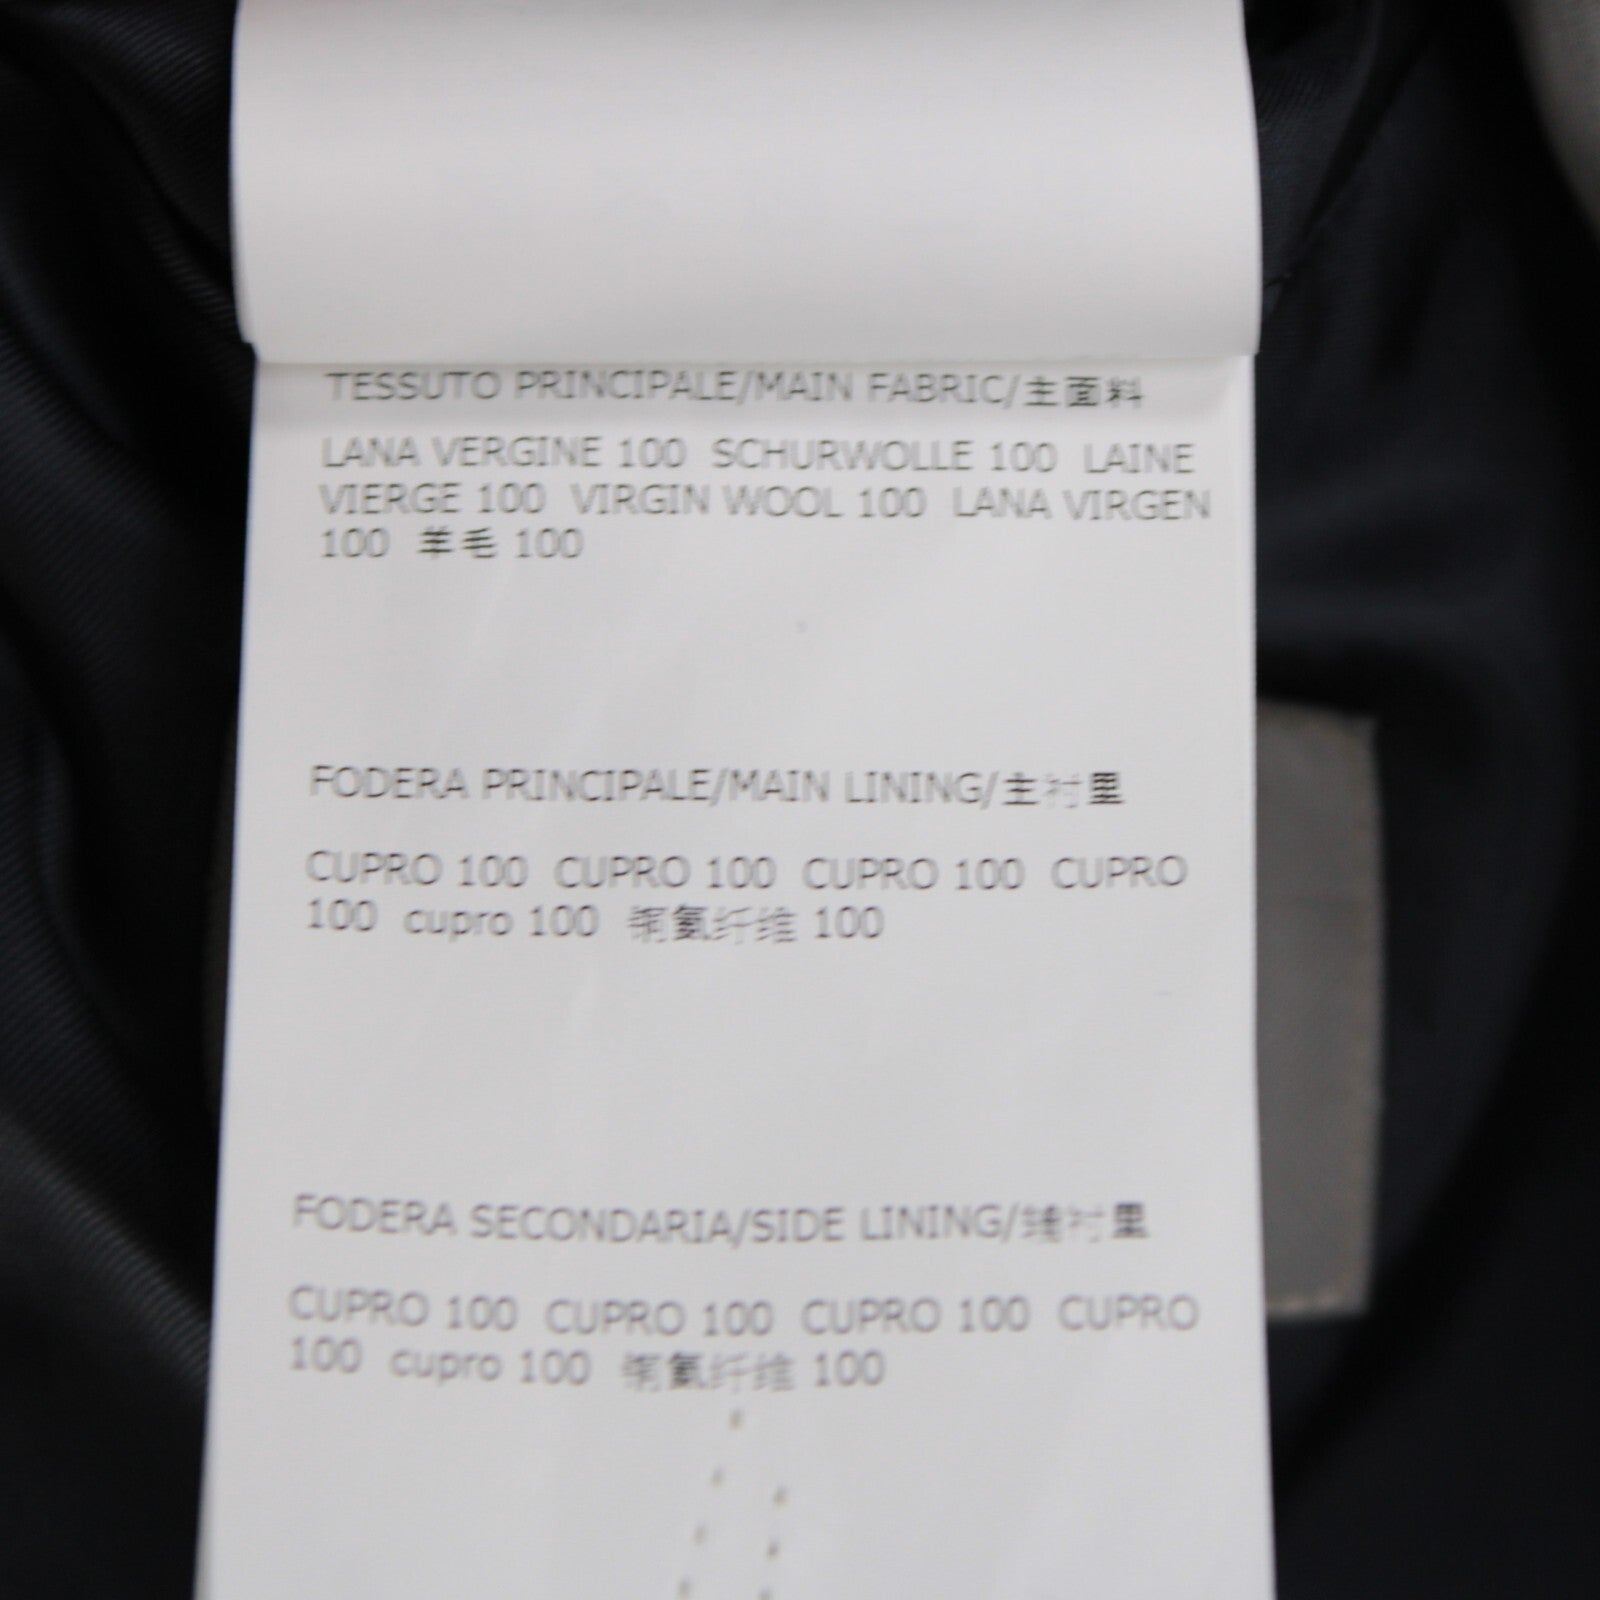 TESSUTO PRINCIPALE/MAIN FABRIC/主面料
LANA VERGINE 100 SCHURWOLLE 100 LAINE
VIERGE 100 VIRGIN WOOL 100 LANA VIRGEN
100 羊毛 100
FODERA PRINCIPALE/MAIN LINING/主衬里
CUPRO 100 CUPRO 100 CUPRO 100 CUPRO
100 cupro 100 铜氨纤维 100
FODERA SECONDARIA/SIDE LINING/
CUPRO 100 CUPRO 100 CUPRO 100 CUPRO
100 cupro 100 铜氨纤维 100